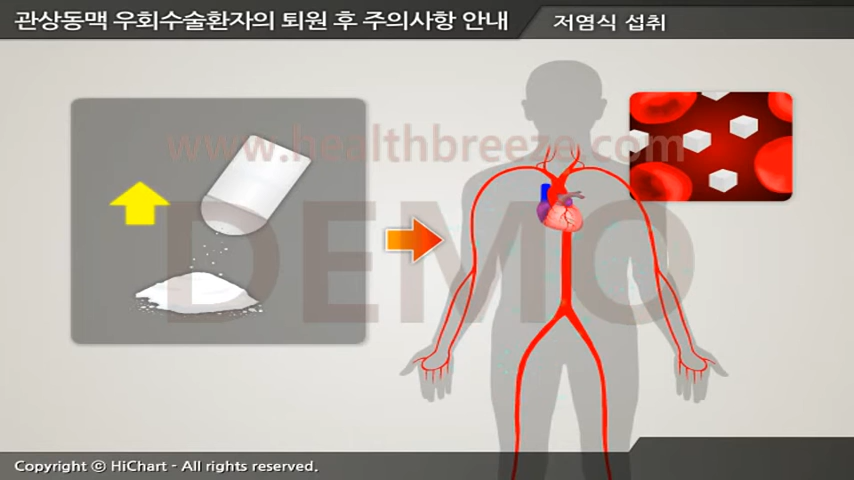 관상동맥 우회수술환자의 퇴원 후 주의사항 안내
저염식 섭취
www.healthbreeze.com
DEMO
Copyright ⓒ HiChart - All rights reserved.